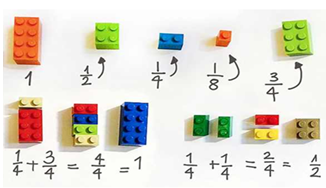 1 1/2 1/4 1/8 3/4
1/4 + 3/4 = 4/4 = 1 1/4 + 1/4 = 2/4 = 1/2